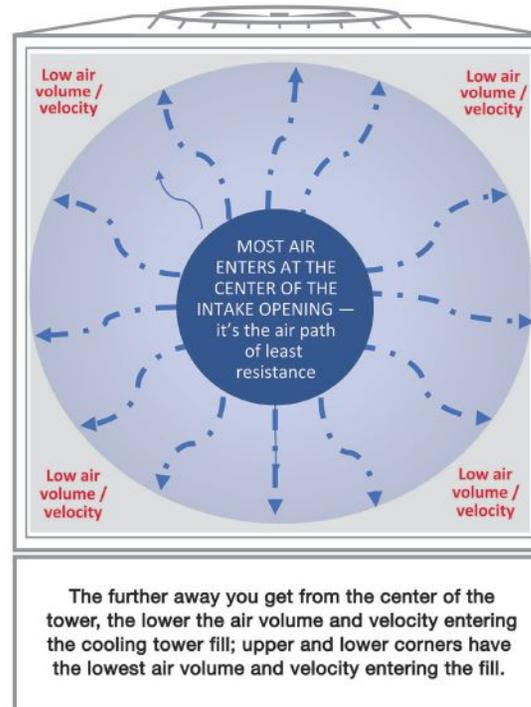 Low air
volume /
velocity
Low air
volume /
velocity
MOST AIR
ENTERS AT THE
CENTER OF THE
INTAKE OPENING —
it's the air path
of least
resistance
Low air
volume /
velocity
Low air
volume /
velocity
The further away you get from the center of the
tower, the lower the air volume and velocity entering
the cooling tower fill; upper and lower corners have
the lowest air volume and velocity entering the fill.